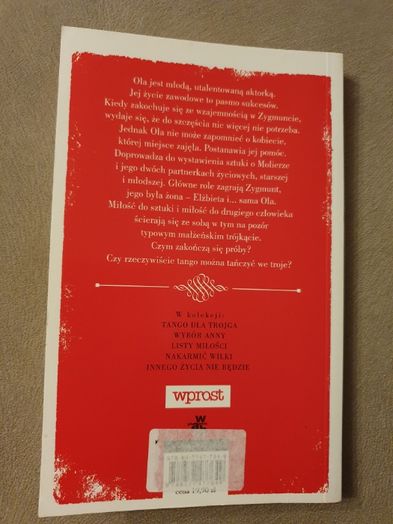 Ola jest młodą, utalentowaną aktorką.
Jej życie zawodowe to pasmo sukcesów.
Kiedy zakochuje się ze wzajemnością w Zygmuncie,
wydaje się, że do szczęścia nic więcej nie potrzeba.
Jednak Ola nie może zapomnieć o kobiecie,
której miejsce zajęła. Postanawia jej pomóc.
Doprowadza do wystawienia sztuki o Molierze
i jego dwóch partnerkach życiowych, starszej
i młodszej. Główne role zagrają Zygmunt,
jego była żona – Elżbieta i... sama Ola.
Miłość do sztuki i miłość do drugiego człowieka
ścierają się ze sobą w tym na pozór
typowym małżeńskim trójkącie.
Czym zakończą się próby?
Czy rzeczywiście tango można tańczyć we troje?
W kolekcji:
TANGO DLA TROJGA
WYBÓR ANNY
LISTY MIŁOŚCI
NAKARMIĆ WILKI
INNEGO ŻYCIA NIE BĘDZIE
wprost
cena 19,90 zł